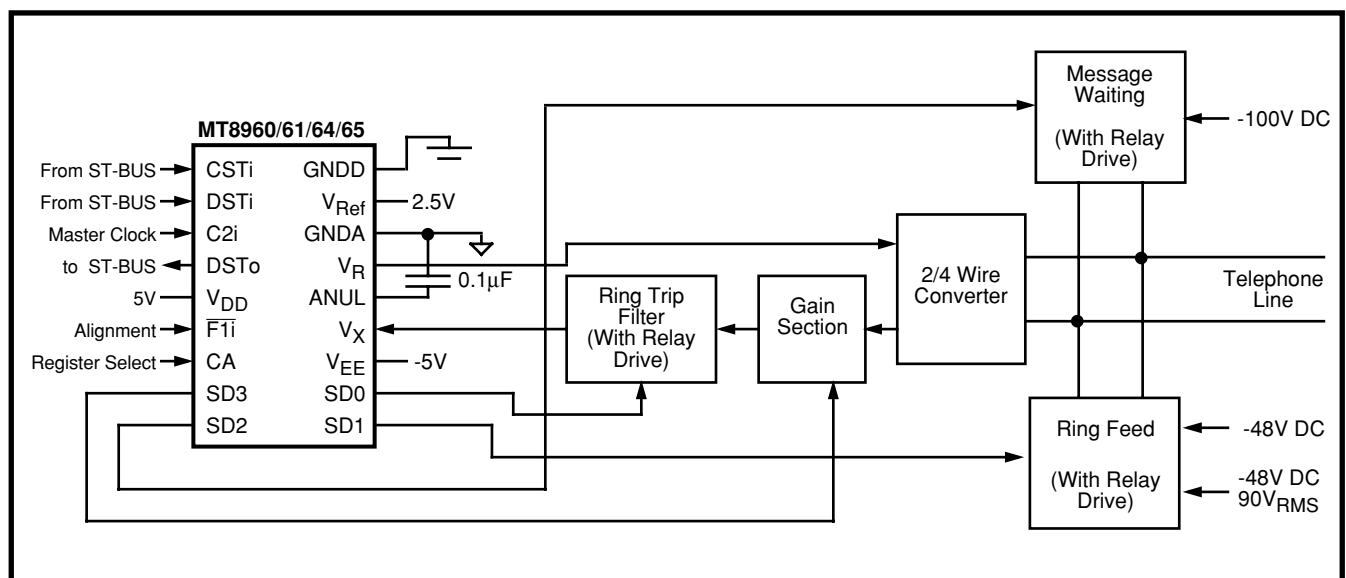 MT8960/61/64/65
From ST-BUS
From ST-BUS
Master Clock
to ST-BUS
5V
Alignment
Register Select
CSTi
DSTi
C2i
DSTo
VDD
F1i
CA
SD3
SD2
GNDD
VRef
GNDA
VR
ANUL
VX
VEE
SD0
SD1
2.5V
0.1μF
-5V
Ring Trip
Filter
(With Relay
Drive)
Gain
Section
2/4 Wire
Converter
Message
Waiting
(With Relay
Drive)
-100V DC
Telephone
Line
Ring Feed
(With Relay
Drive)
-48V DC
-48V DC
90VRMS